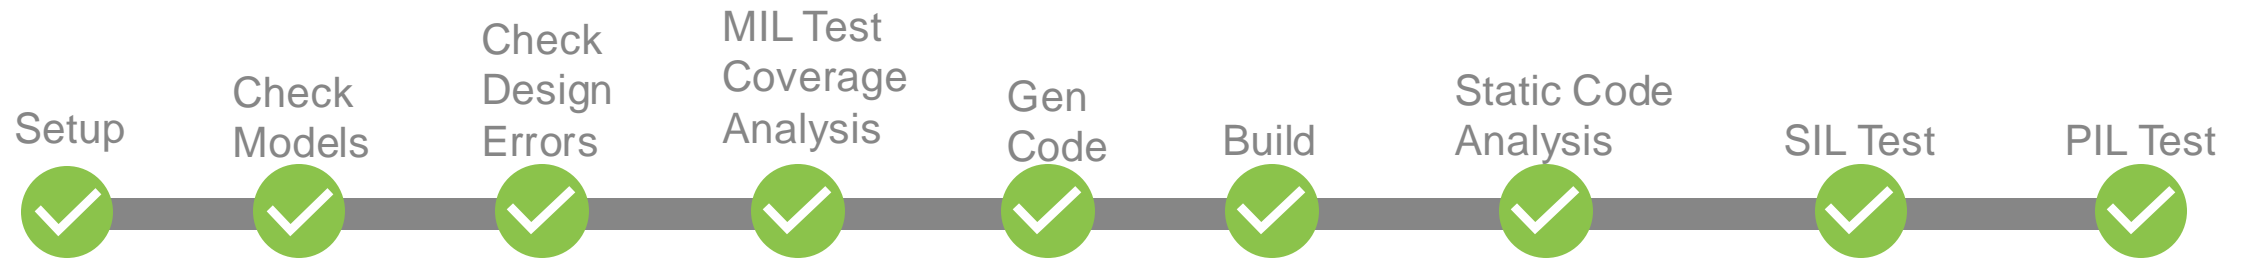 Setup
Check
Models
Check
Design
Errors
MIL Test
Coverage
Analysis
Gen
Code
Build
Static Code
Analysis
SIL Test
PIL Test